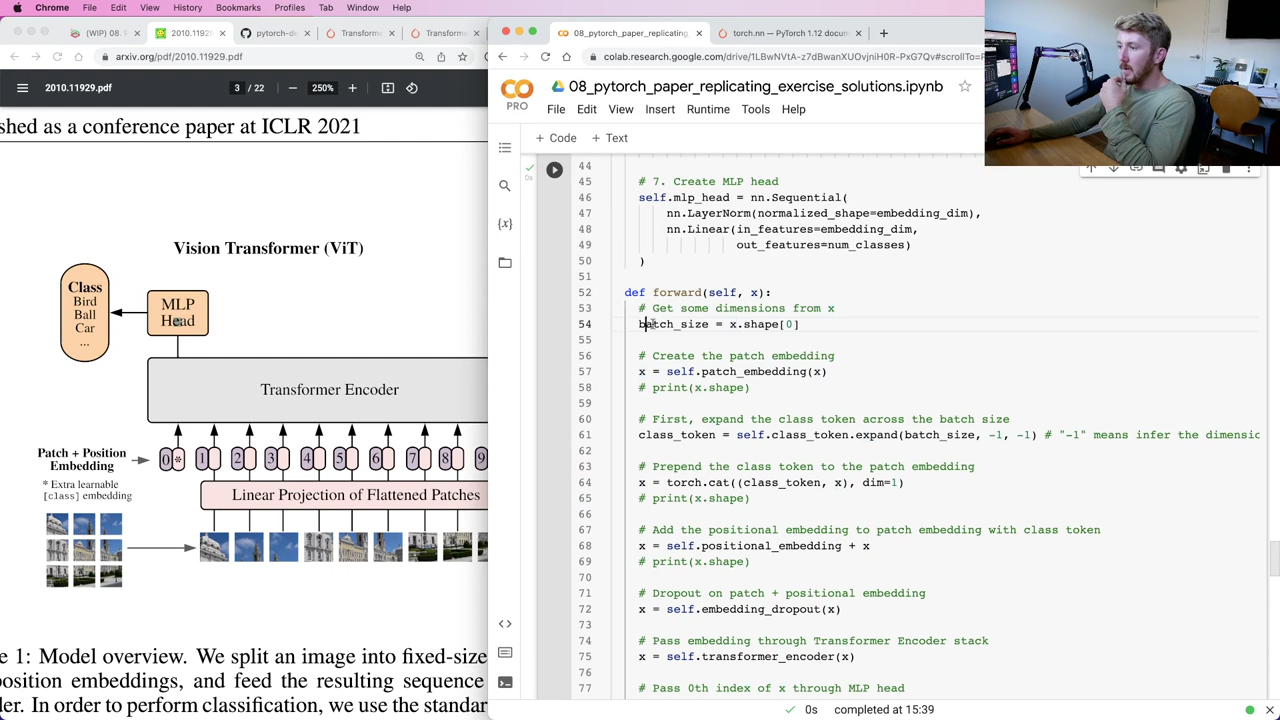 Chrome File Edit View History Bookmarks Profiles Tab Window Help
(WIP) 08. 2010.11929 pytorch-d Transforme Transforme
arxiv.org/pdf/2010.11929.pdf
2010.11929.pdf 3 / 22 250%
shed as a conference paper at ICLR 2021
Vision Transformer (ViT)
Class
Bird
Ball
Car
...
MLP
Head
Transformer Encoder
Patch + Position
Embedding
* Extra learnable
[class] embedding
0 * 1 2 3 4 5 6 7 8 9
Linear Projection of Flattened Patches
e 1: Model overview. We split an image into fixed-size
osition embeddings, and feed the resulting sequence
der. In order to perform classification, we use the standar
08_pytorch_paper_replicating_ torch.nn — PyTorch 1.12 docum
colab.research.google.com/drive/1LBwNVtA-z7dBwanXUOvjniH0R-
PRO
08_pytorch_paper_replicating_exercise_solutions.ipynb
File Edit View Insert Runtime Tools Help
+ Code + Text
{x}
0s
44
45 # 7. Create MLP head
46 self.mlp_head = nn.Sequential(
47 nn.LayerNorm(normalized_shape=embedding_dim),
48 nn.Linear(in_features=embedding_dim,
49 out_features=num_classes)
50 )
51
52 def forward(self, x):
53 # Get some dimensions from x
54 batch_size = x.shape[0]
55
56 # Create the patch embedding
57 x = self.patch_embedding(x)
58 # print(x.shape)
59
60 # First, expand the class token across the batch size
61 class_token = self.class_token.expand(batch_size, -1, -1) # "-1" means infer the dimensio
62
63 # Prepend the class token to the patch embedding
64 x = torch.cat((class_token, x), dim=1)
65 # print(x.shape)
66
67 # Add the positional embedding to patch embedding with class token
68 x = self.positional_embedding + x
69 # print(x.shape)
70
71 # Dropout on patch + positional embedding
72 x = self.embedding_dropout(x)
73
74 # Pass embedding through Transformer Encoder stack
75 x = self.transformer_encoder(x)
76
77 # Pass 0th index of x through MLP head
0s completed at 15:39